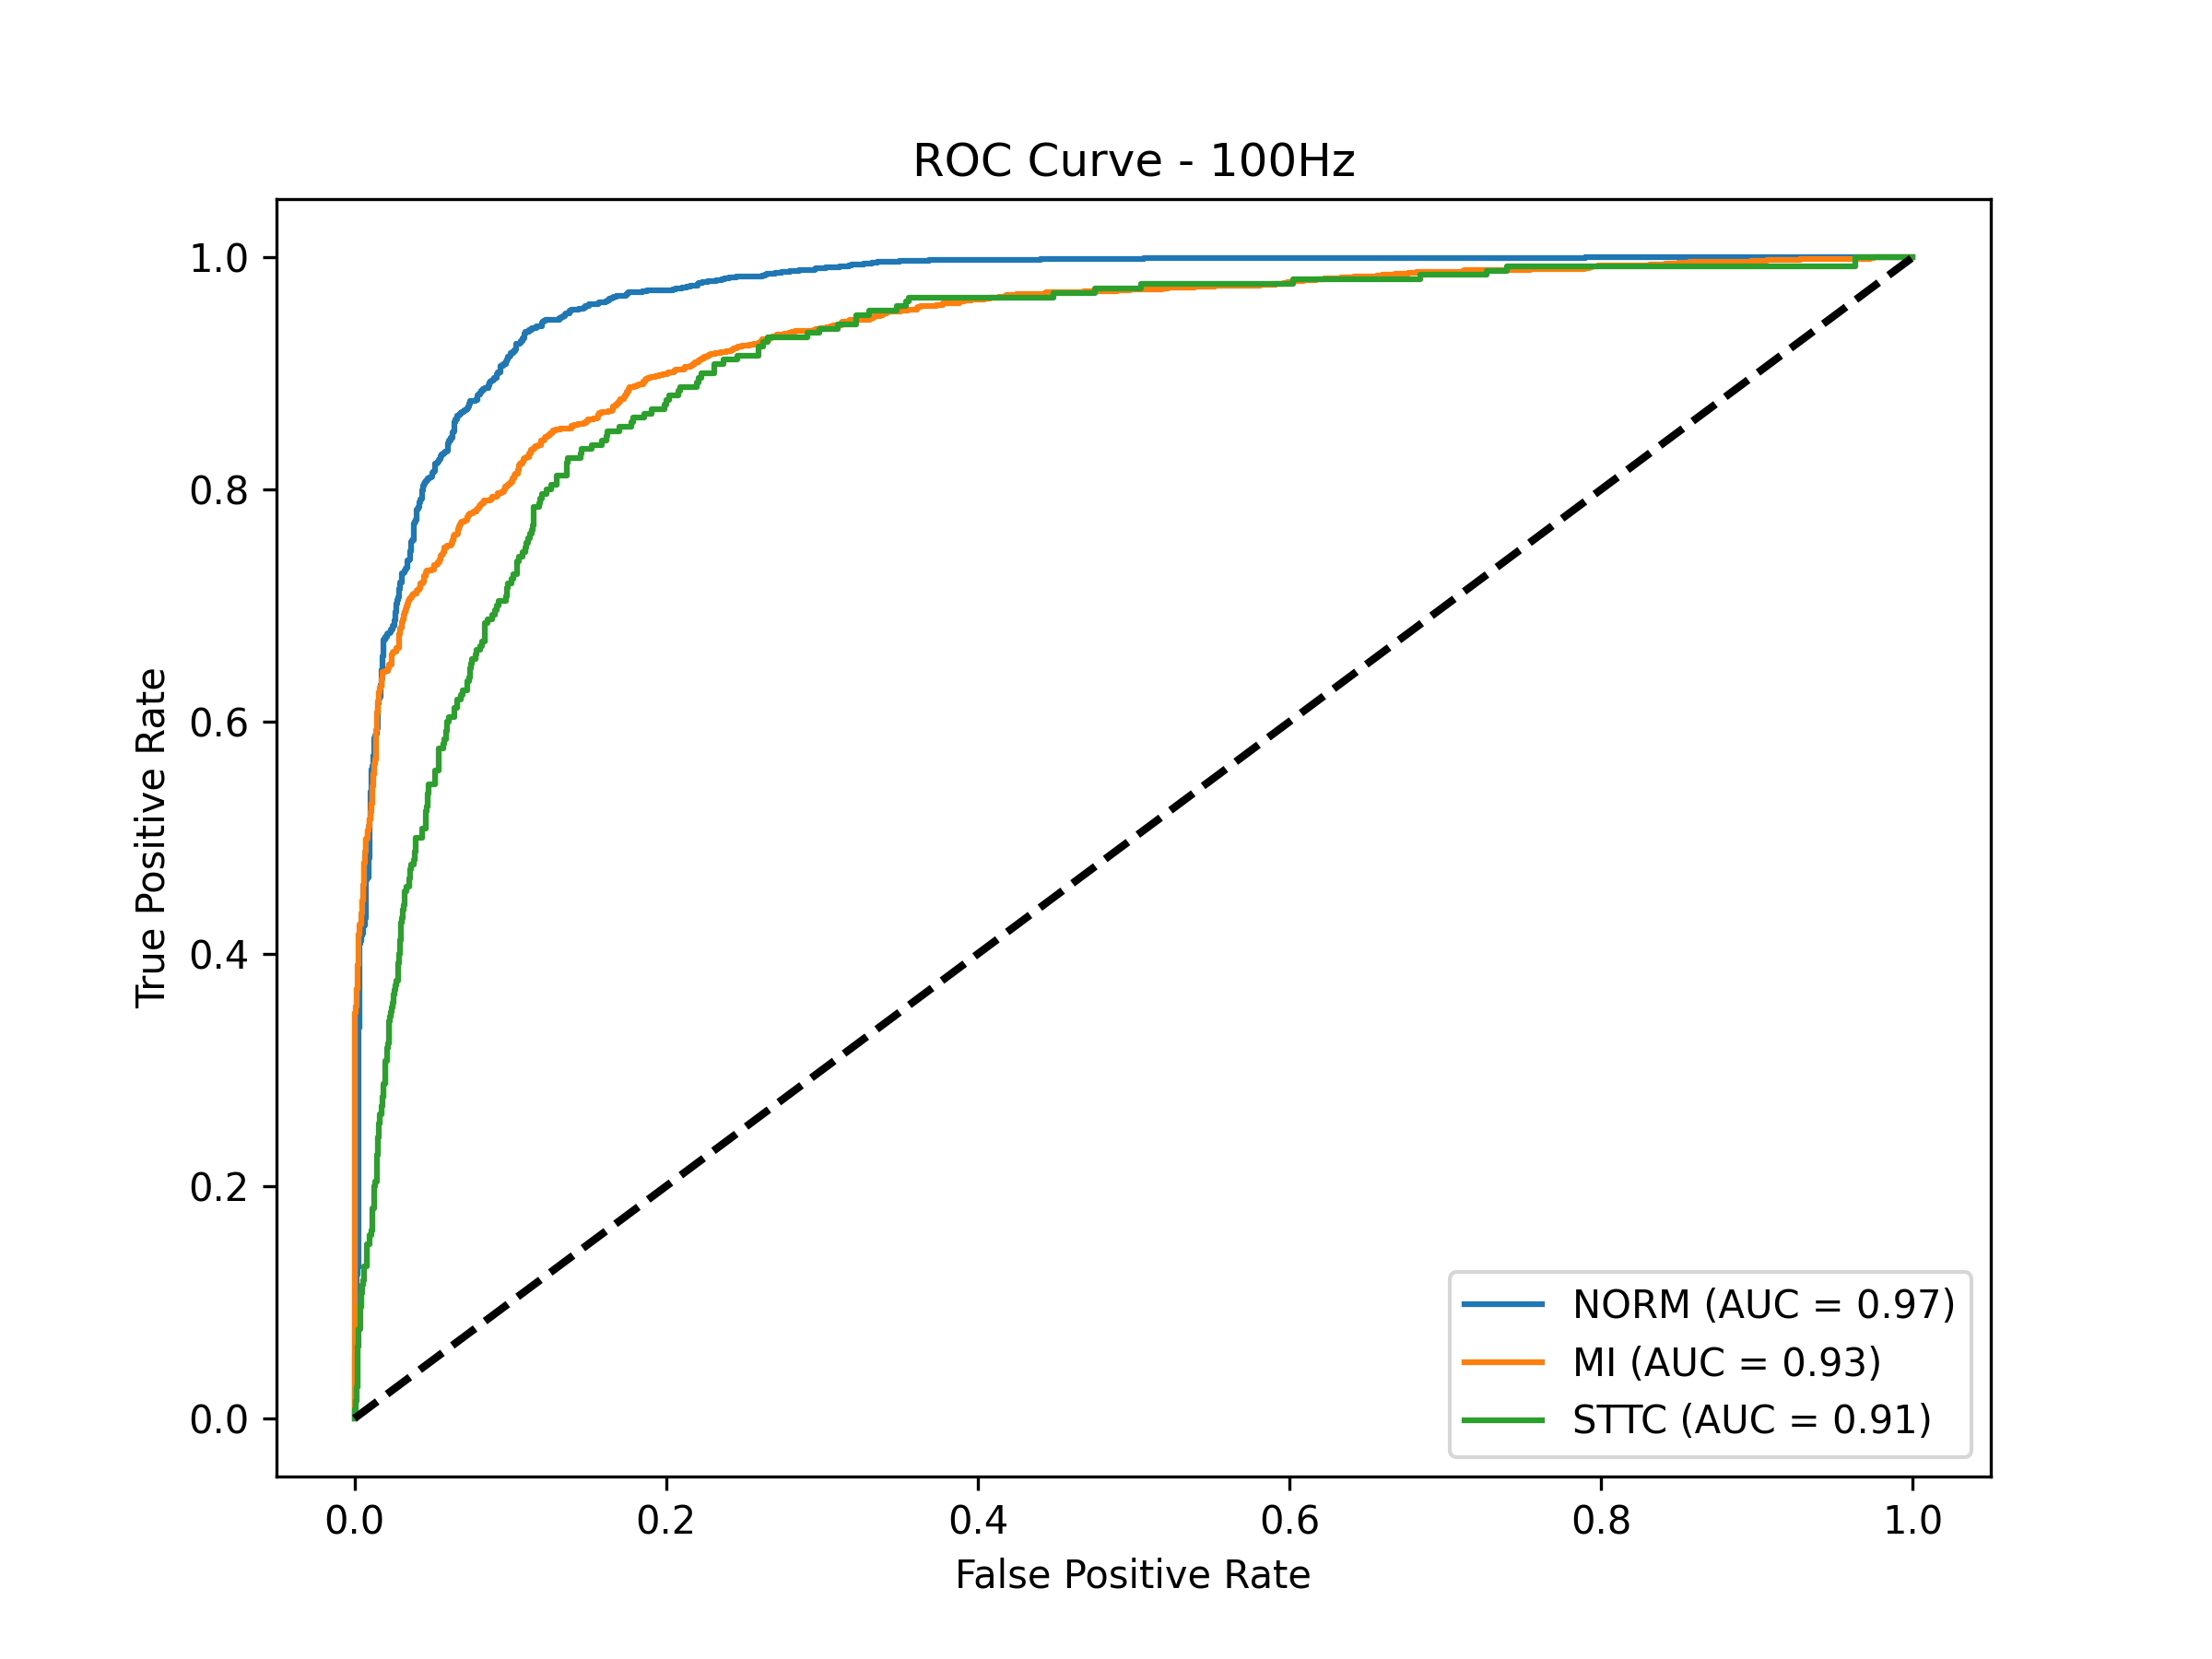 ROC Curve - 100Hz
1.0
0.8
0.6
0.4
0.2
0.0
True Positive Rate
NORM (AUC = 0.97)
MI (AUC = 0.93)
STTC (AUC = 0.91)
0.0 0.2 0.4 0.6 0.8 1.0
False Positive Rate